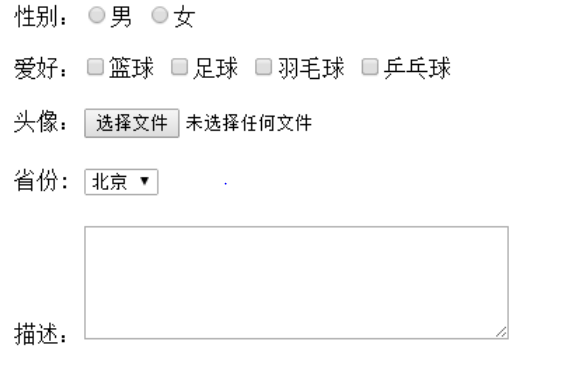 性别：男 女
爱好：篮球 足球 羽毛球 乒乓球
头像：选择文件 未选择任何文件
省份：北京
描述：